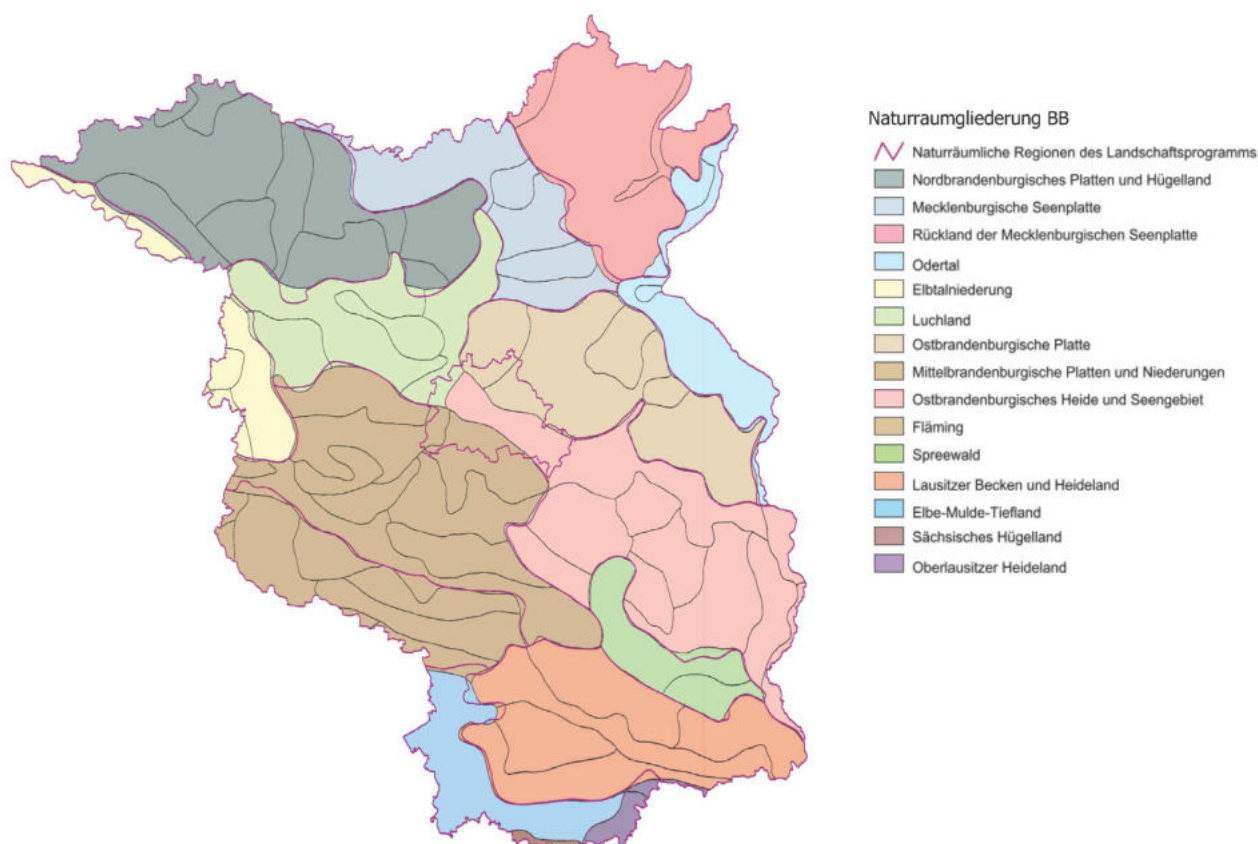 Naturraumgliederung BB
Naturräumliche Regionen des Landschaftsprogramms
Nordbrandenburgisches Platten und Hügelland
Mecklenburgische Seenplatte
Rückland der Mecklenburgischen Seenplatte
Odertal
Elbtalniederung
Luchland
Ostbrandenburgische Platte
Mittelbrandenburgische Platten und Niederungen
Ostbrandenburgisches Heide und Seengebiet
Fläming
Spreewald
Lausitzer Becken und Heideland
Elbe-Mulde-Tiefland
Sächsisches Hügelland
Oberlausitzer Heideland